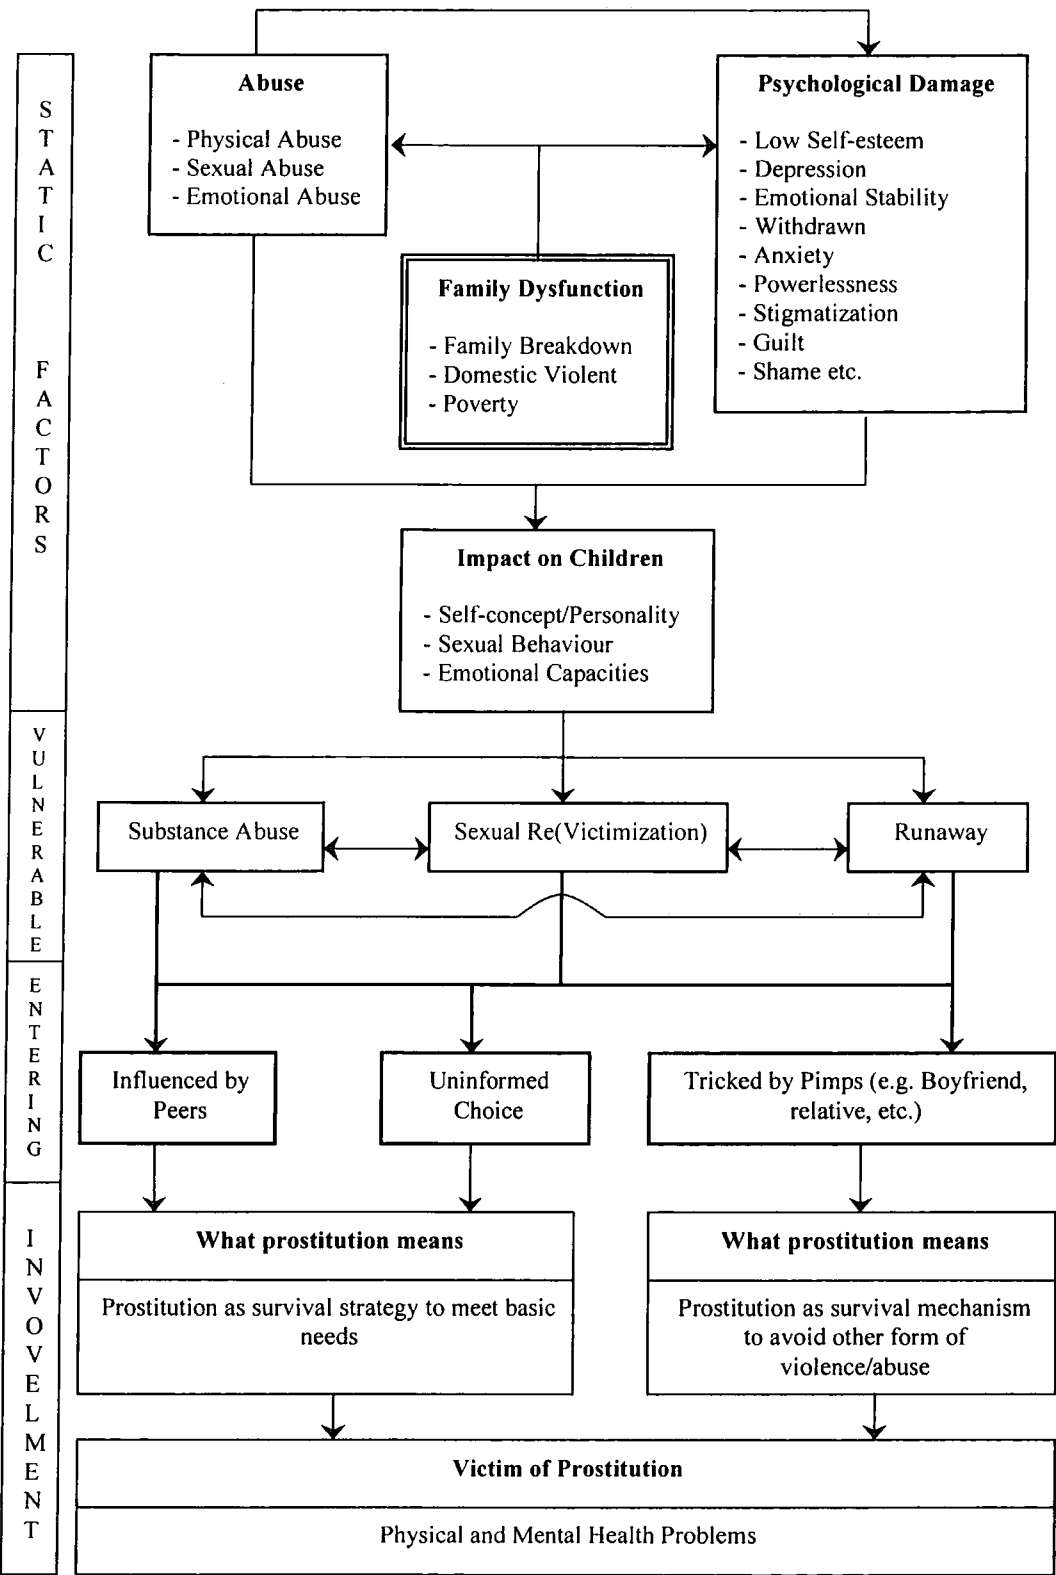 STATIC FACTORS
Abuse
- Physical Abuse
- Sexual Abuse
- Emotional Abuse
Psychological Damage
- Low Self-esteem
- Depression
- Emotional Stability
- Withdrawn
- Anxiety
- Powerlessness
- Stigmatization
- Guilt
- Shame etc.
Family Dysfunction
- Family Breakdown
- Domestic Violent
- Poverty
Impact on Children
- Self-concept/Personality
- Sexual Behaviour
- Emotional Capacities
VULNERABLE
Substance Abuse
Sexual Re(Victimization)
Runaway
ENTERING
Influenced by
Peers
Uninformed
Choice
Tricked by Pimps (e.g. Boyfriend,
relative, etc.)
INVOVELMENT
What prostitution means
Prostitution as survival strategy to meet basic
needs
What prostitution means
Prostitution as survival mechanism
to avoid other form of
violence/abuse
Victim of Prostitution
Physical and Mental Health Problems